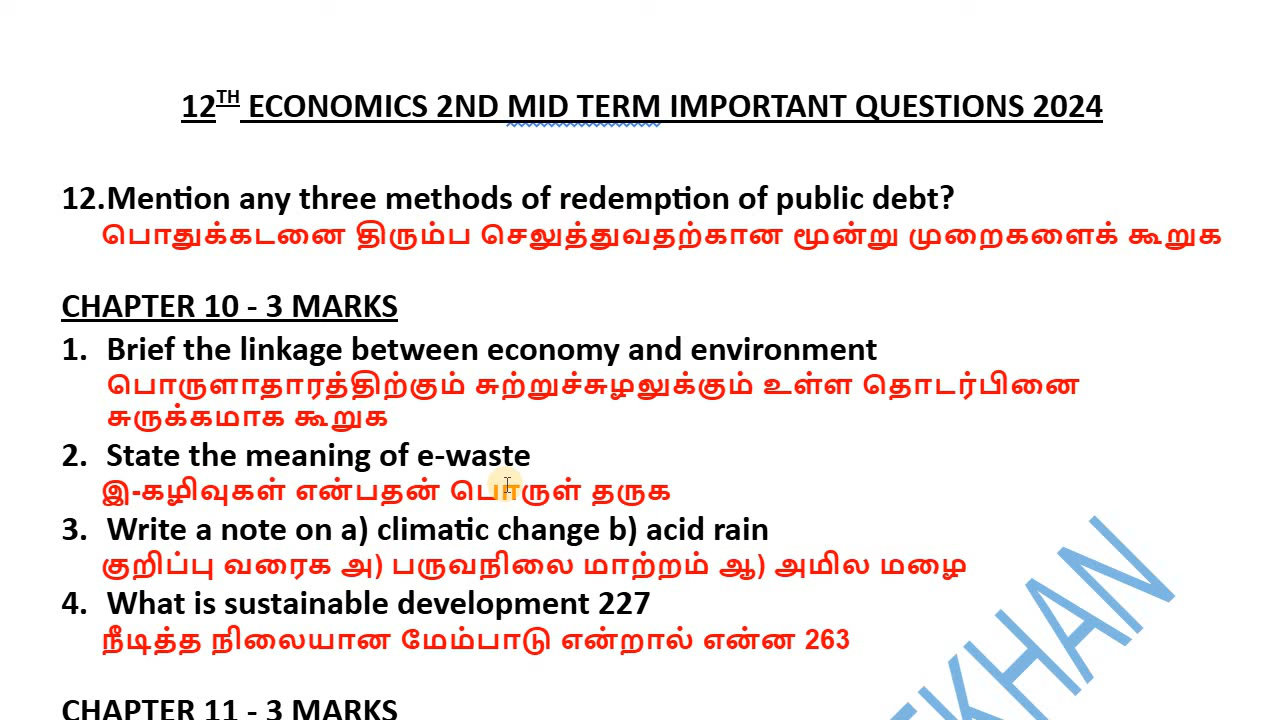 12TH ECONOMICS 2ND MID TERM IMPORTANT QUESTIONS 2024
12.Mention any three methods of redemption of public debt?
பொதுக்கடனை திரும்ப செலுத்துவதற்கான மூன்று முறைகளைக் கூறுக
CHAPTER 10 - 3 MARKS
1. Brief the linkage between economy and environment
பொருளாதாரத்திற்கும் சுற்றுச்சுழலுக்கும் உள்ள தொடர்பினை
சுருக்கமாக கூறுக
2. State the meaning of e-waste
இ-கழிவுகள் என்பதன் பொருள் தருக
3. Write a note on a) climatic change b) acid rain
குறிப்பு வரைக அ) பருவநிலை மாற்றம் ஆ) அமில மழை
4. What is sustainable development 227
நீடித்த நிலையான மேம்பாடு என்றால் என்ன 263
CHAPTER 11 - 3 MARKS